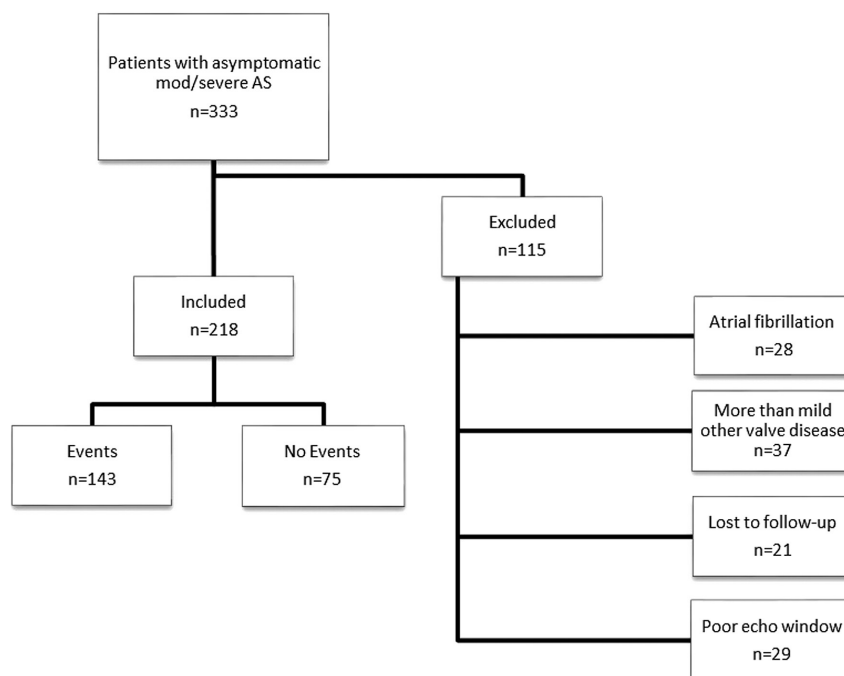 Patients with asymptomatic
mod/severe AS
n=333
Excluded
n=115
Included
n=218
Atrial fibrillation
n=28
More than mild
other valve disease
n=37
Events
n=143
No Events
n=75
Lost to follow-up
n=21
Poor echo window
n=29